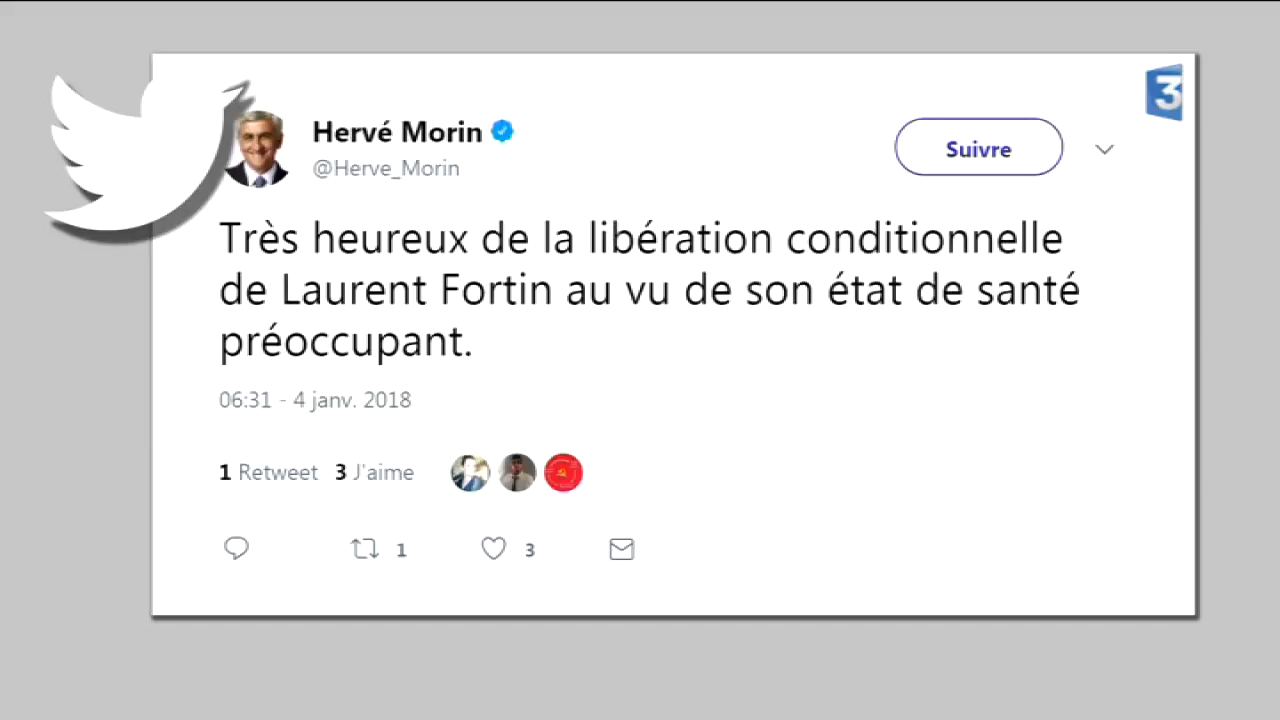 3
Hervé Morin
@Herve_Morin
Suivre
Très heureux de la libération conditionnelle
de Laurent Fortin au vu de son état de santé
préoccupant.
06:31 - 4 janv. 2018
1 Retweet 3 J'aime
1 3